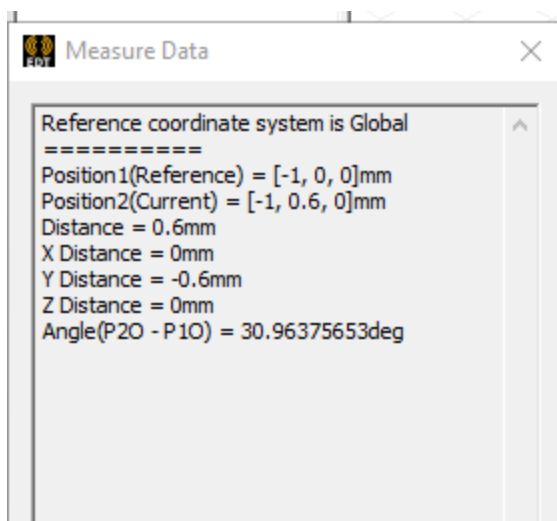 EDT
Measure Data
Reference coordinate system is Global
==========
Position1(Reference) = [-1, 0, 0]mm
Position2(Current) = [-1, 0.6, 0]mm
Distance = 0.6mm
X Distance = 0mm
Y Distance = -0.6mm
Z Distance = 0mm
Angle(P2O - P1O) = 30.96375653deg